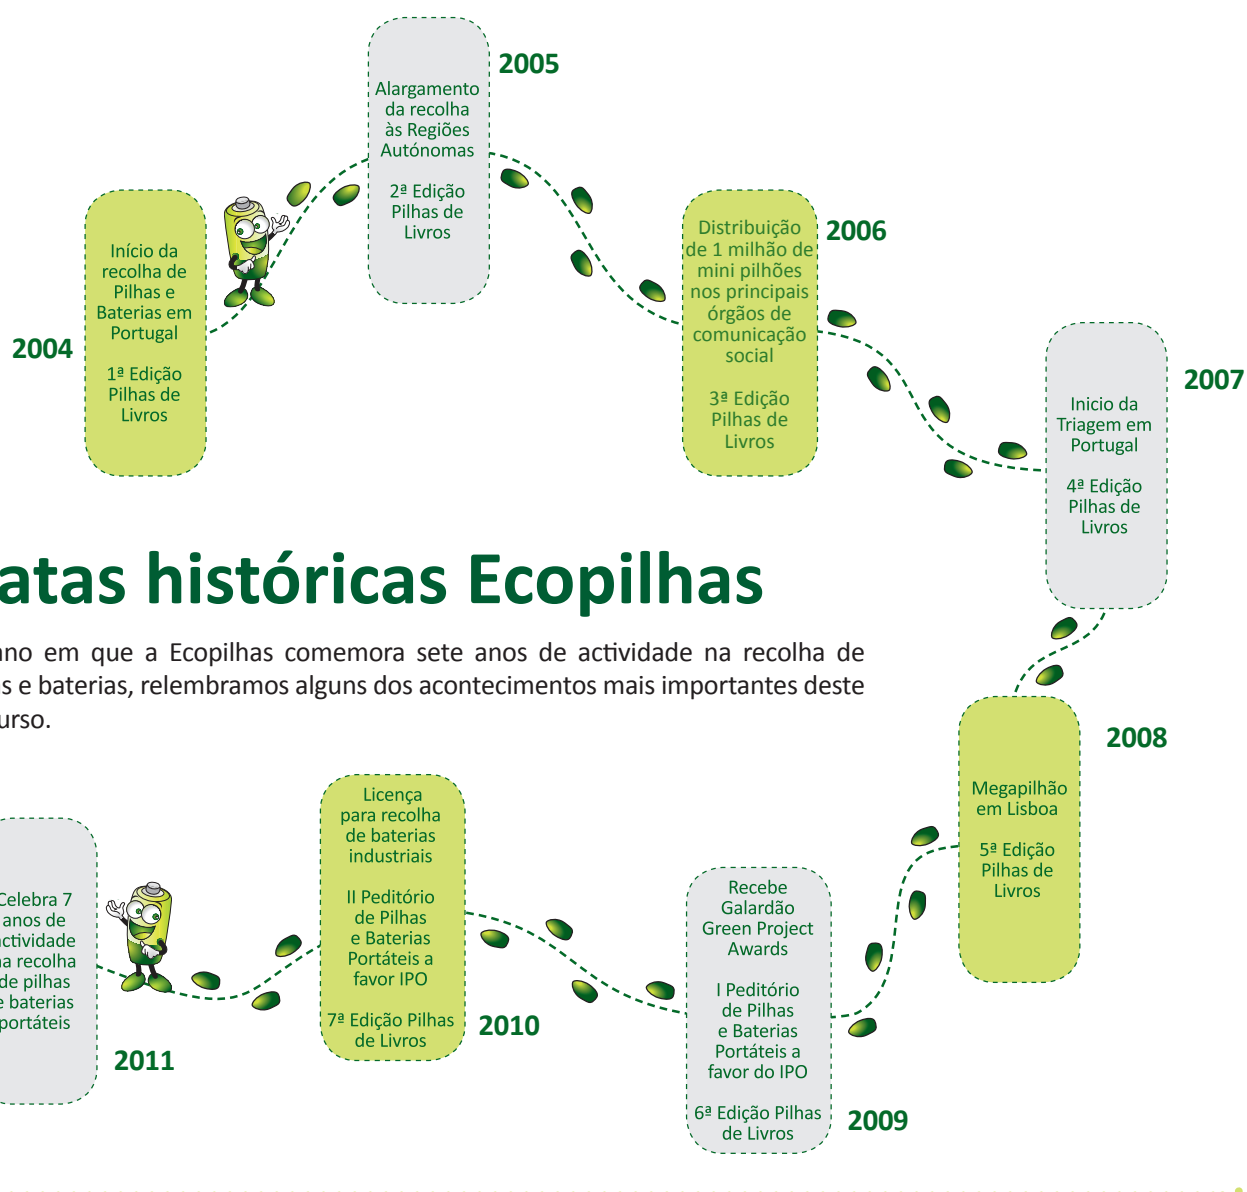 2004
Início da
recolha de
Pilhas e
Baterias em
Portugal
1ª Edição
Pilhas de
Livros
2005
Alargamento
da recolha
às Regiões
Autónomas
2ª Edição
Pilhas de
Livros
2006
Distribuição
de 1 milhão de
mini pilhões
nos principais
órgãos de
comunicação
social
3ª Edição
Pilhas de
Livros
2007
Inicio da
Triagem em
Portugal
4ª Edição
Pilhas de
Livros
atas históricas Ecopilhas
ano em que a Ecopilhas comemora sete anos de actividade na recolha de
as e baterias, relembramos alguns dos acontecimentos mais importantes deste
urso.
2008
Megapilhão
em Lisboa
5ª Edição
Pilhas de
Livros
Recebe
Galardão
Green Project
Awards
I Peditório
de Pilhas
e Baterias
Portáteis a
favor do IPO
6ª Edição Pilhas
de Livros
2009
Licença
para recolha
de baterias
industriais
II Peditório
de Pilhas
e Baterias
Portáteis a
favor IPO
7ª Edição Pilhas
de Livros
2010
Celebra 7
anos de
actividade
na recolha
de pilhas
e baterias
portáteis
2011